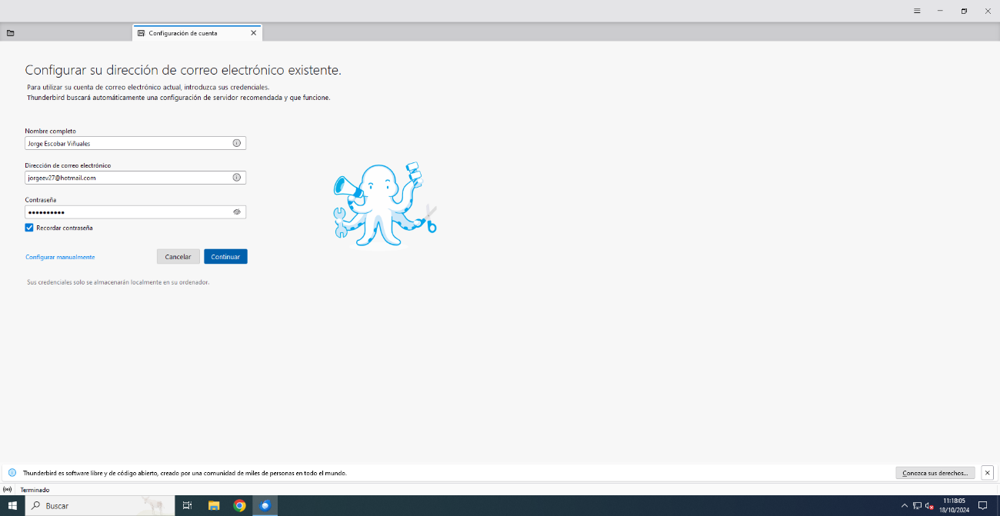 Configuración de cuenta
Configurar su dirección de correo electrónico existente.
Para utilizar su cuenta de correo electrónico actual, introduzca sus credenciales.
Thunderbird buscará automáticamente una configuración de servidor recomendada y que funcione.
Nombre completo
Jorge Escobar Viñuales
Dirección de correo electrónico
jorgeev27@hotmail.com
Contraseña
••••••••••
Recordar contraseña
Configurar manualmente
Cancelar
Continuar
Sus credenciales solo se almacenarán localmente en su ordenador.
Thunderbird es software libre y de código abierto, creado por una comunidad de miles de personas en todo el mundo.
Conozca sus derechos...
Terminado
Buscar
11:18:05
18/10/2024